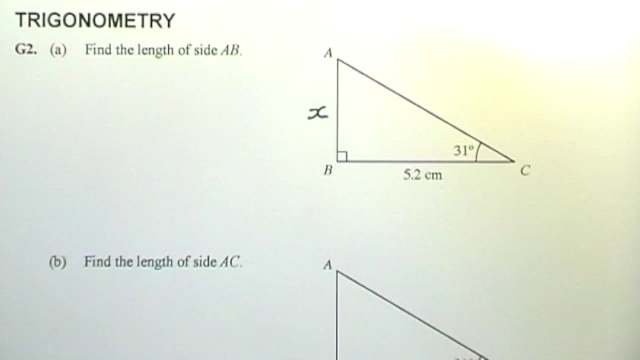 TRIGONOMETRY
G2. (a) Find the length of side AB.
A
x
31°
B
5.2 cm
C
(b) Find the length of side AC.
A